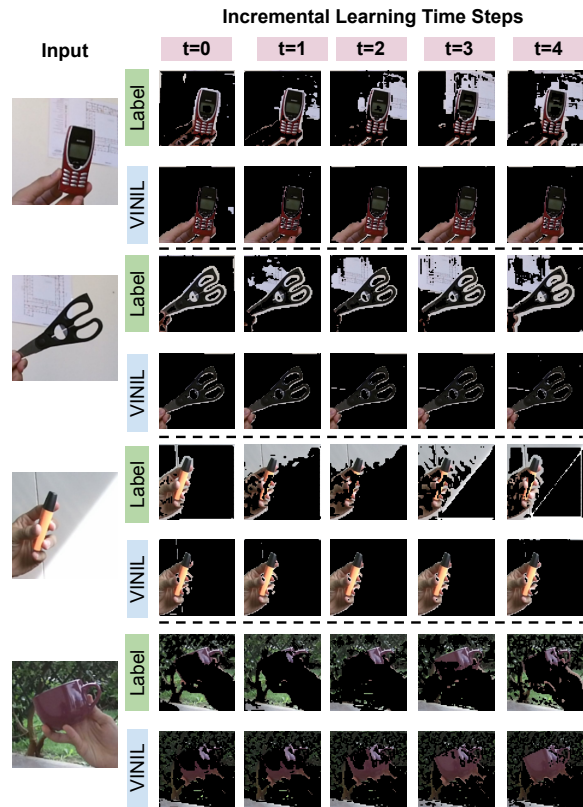 Incremental Learning Time Steps
Input
t=0 t=1 t=2 t=3 t=4
Label
VINIL
Label
VINIL
Label
VINIL
Label
VINIL